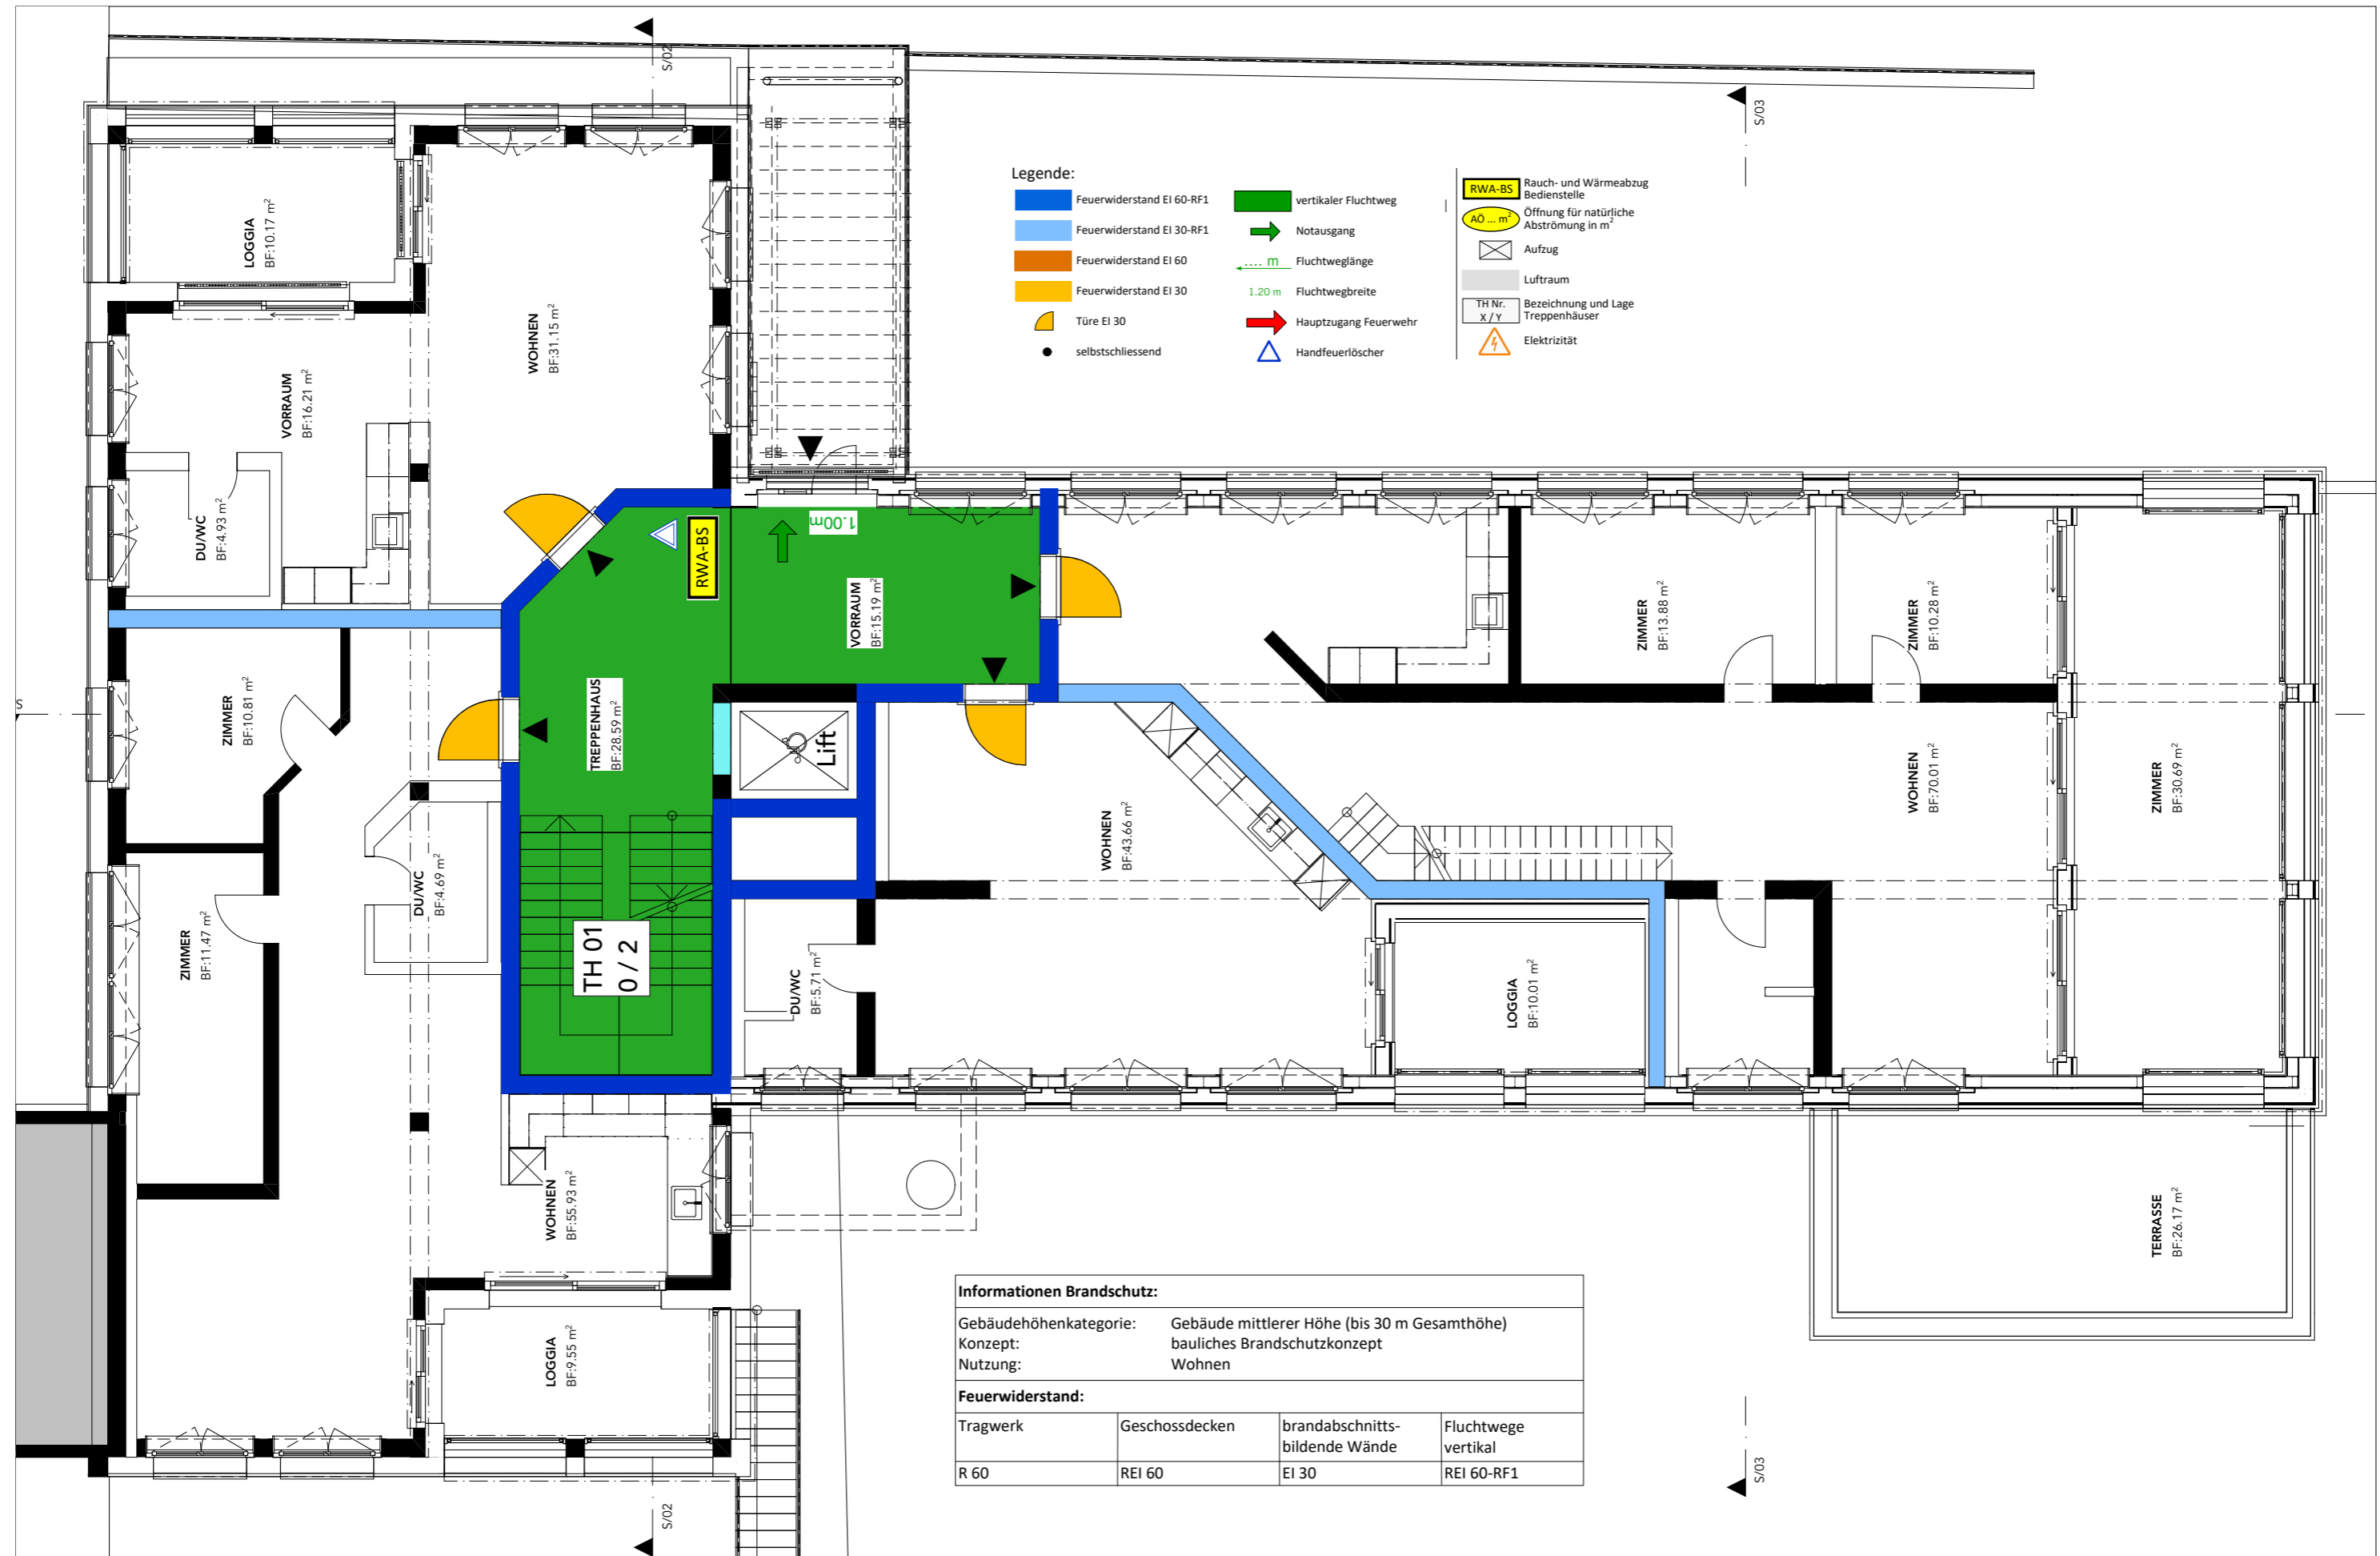 S/02
S/03
Legende:
Feuerwiderstand EI 60-RF1
Feuerwiderstand EI 30-RF1
Feuerwiderstand EI 60
Feuerwiderstand EI 30
Türe EI 30
selbstschliessend
vertikaler Fluchtweg
Notausgang
.... m Fluchtweglänge
1.20 m Fluchtwegbreite
Hauptzugang Feuerwehr
Handfeuerlöscher
RWA-BS Rauch- und Wärmeabzug
Bedienstelle
AÖ ... m² Öffnung für natürliche
Abströmung in m²
Aufzug
Luftraum
TH Nr. Bezeichnung und Lage
X / Y Treppenhäuser
Elektrizität
LOGGIA
BF:10.17 m²
WOHNEN
BF:31.15 m²
VORRAUM
BF:16.21 m²
DU/WC
BF:4.93 m²
RWA-BS
1.00m
VORRAUM
BF:15.19 m²
ZIMMER
BF:13.88 m²
ZIMMER
BF:10.28 m²
S
ZIMMER
BF:10.81 m²
TREPPENHAUS
BF:28.59 m²
Lift
WOHNEN
BF:43.66 m²
WOHNEN
BF:70.01 m²
ZIMMER
BF:30.69 m²
ZIMMER
BF:11.47 m²
DU/WC
BF:4.69 m²
TH 01
0 / 2
DU/WC
BF:5.71 m²
LOGGIA
BF:10.01 m²
WOHNEN
BF:55.93 m²
TERRASSE
BF:26.17 m²
LOGGIA
BF:9.55 m²
Informationen Brandschutz:
Gebäudehöhenkategorie: Gebäude mittlerer Höhe (bis 30 m Gesamthöhe)
Konzept: bauliches Brandschutzkonzept
Nutzung: Wohnen
Feuerwiderstand:
Tragwerk Geschossdecken brandabschnitts- Fluchtwege
bildende Wände vertikal
R 60 REI 60 EI 30 REI 60-RF1
S/02
S/03